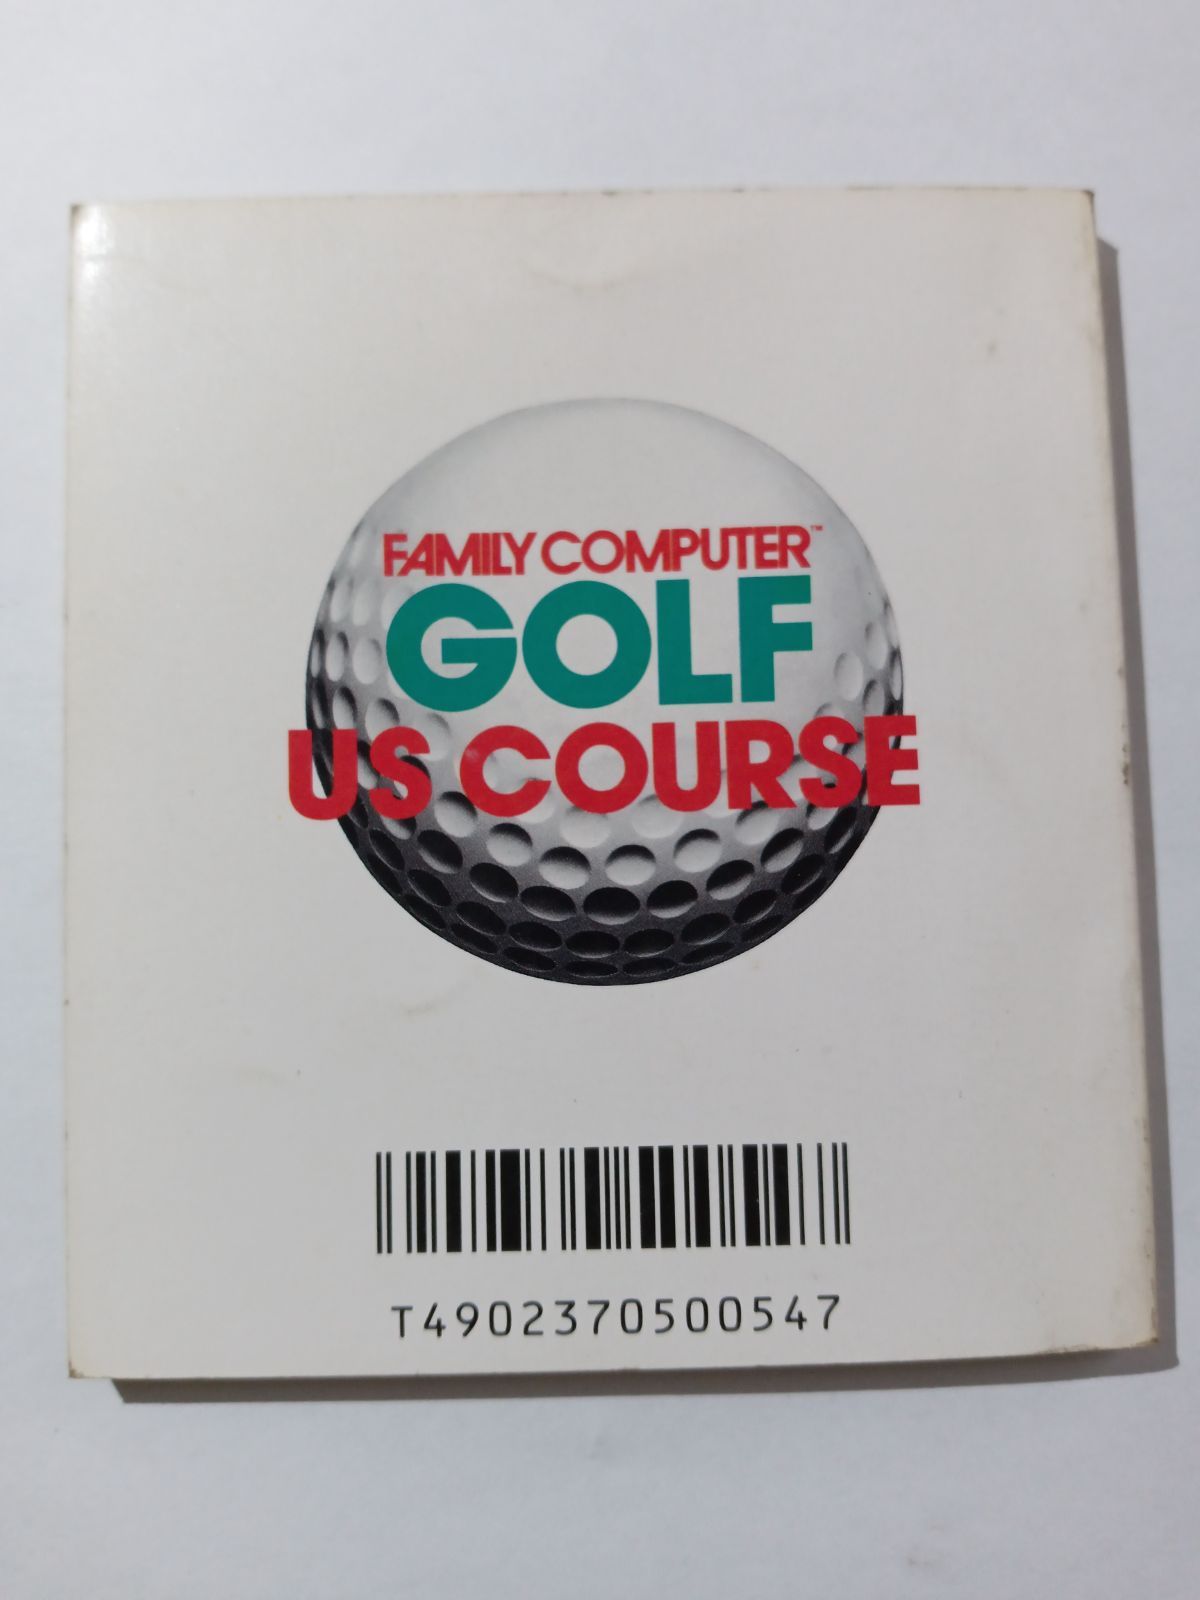 FAMILY COMPUTER™
GOLF
US COURSE
T4902370500547